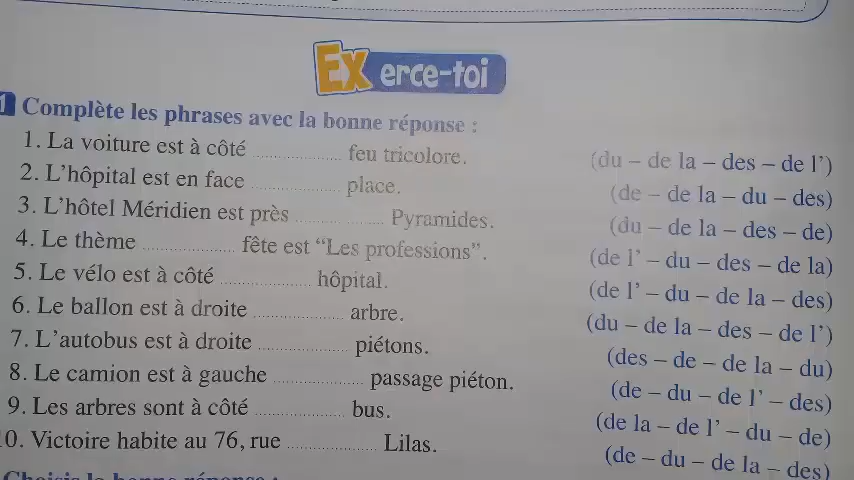 Exerce-toi
1 Complète les phrases avec la bonne réponse :
1. La voiture est à côté .................... feu tricolore. (du – de la – des – de l')
2. L'hôpital est en face .................... place. (de – de la – du – des)
3. L'hôtel Méridien est près .................... Pyramides. (du – de la – des – de)
4. Le thème .................... fête est “Les professions”. (de l' – du – des – de la)
5. Le vélo est à côté .................... hôpital. (de l' – du – de la – des)
6. Le ballon est à droite .................... arbre. (du – de la – des – de l')
7. L'autobus est à droite .................... piétons. (des – de – de la – du)
8. Le camion est à gauche .................... passage piéton. (de – du – de l' – des)
9. Les arbres sont à côté .................... bus. (de la – de l' – du – de)
0. Victoire habite au 76, rue .................... Lilas. (de – du – de la – des)